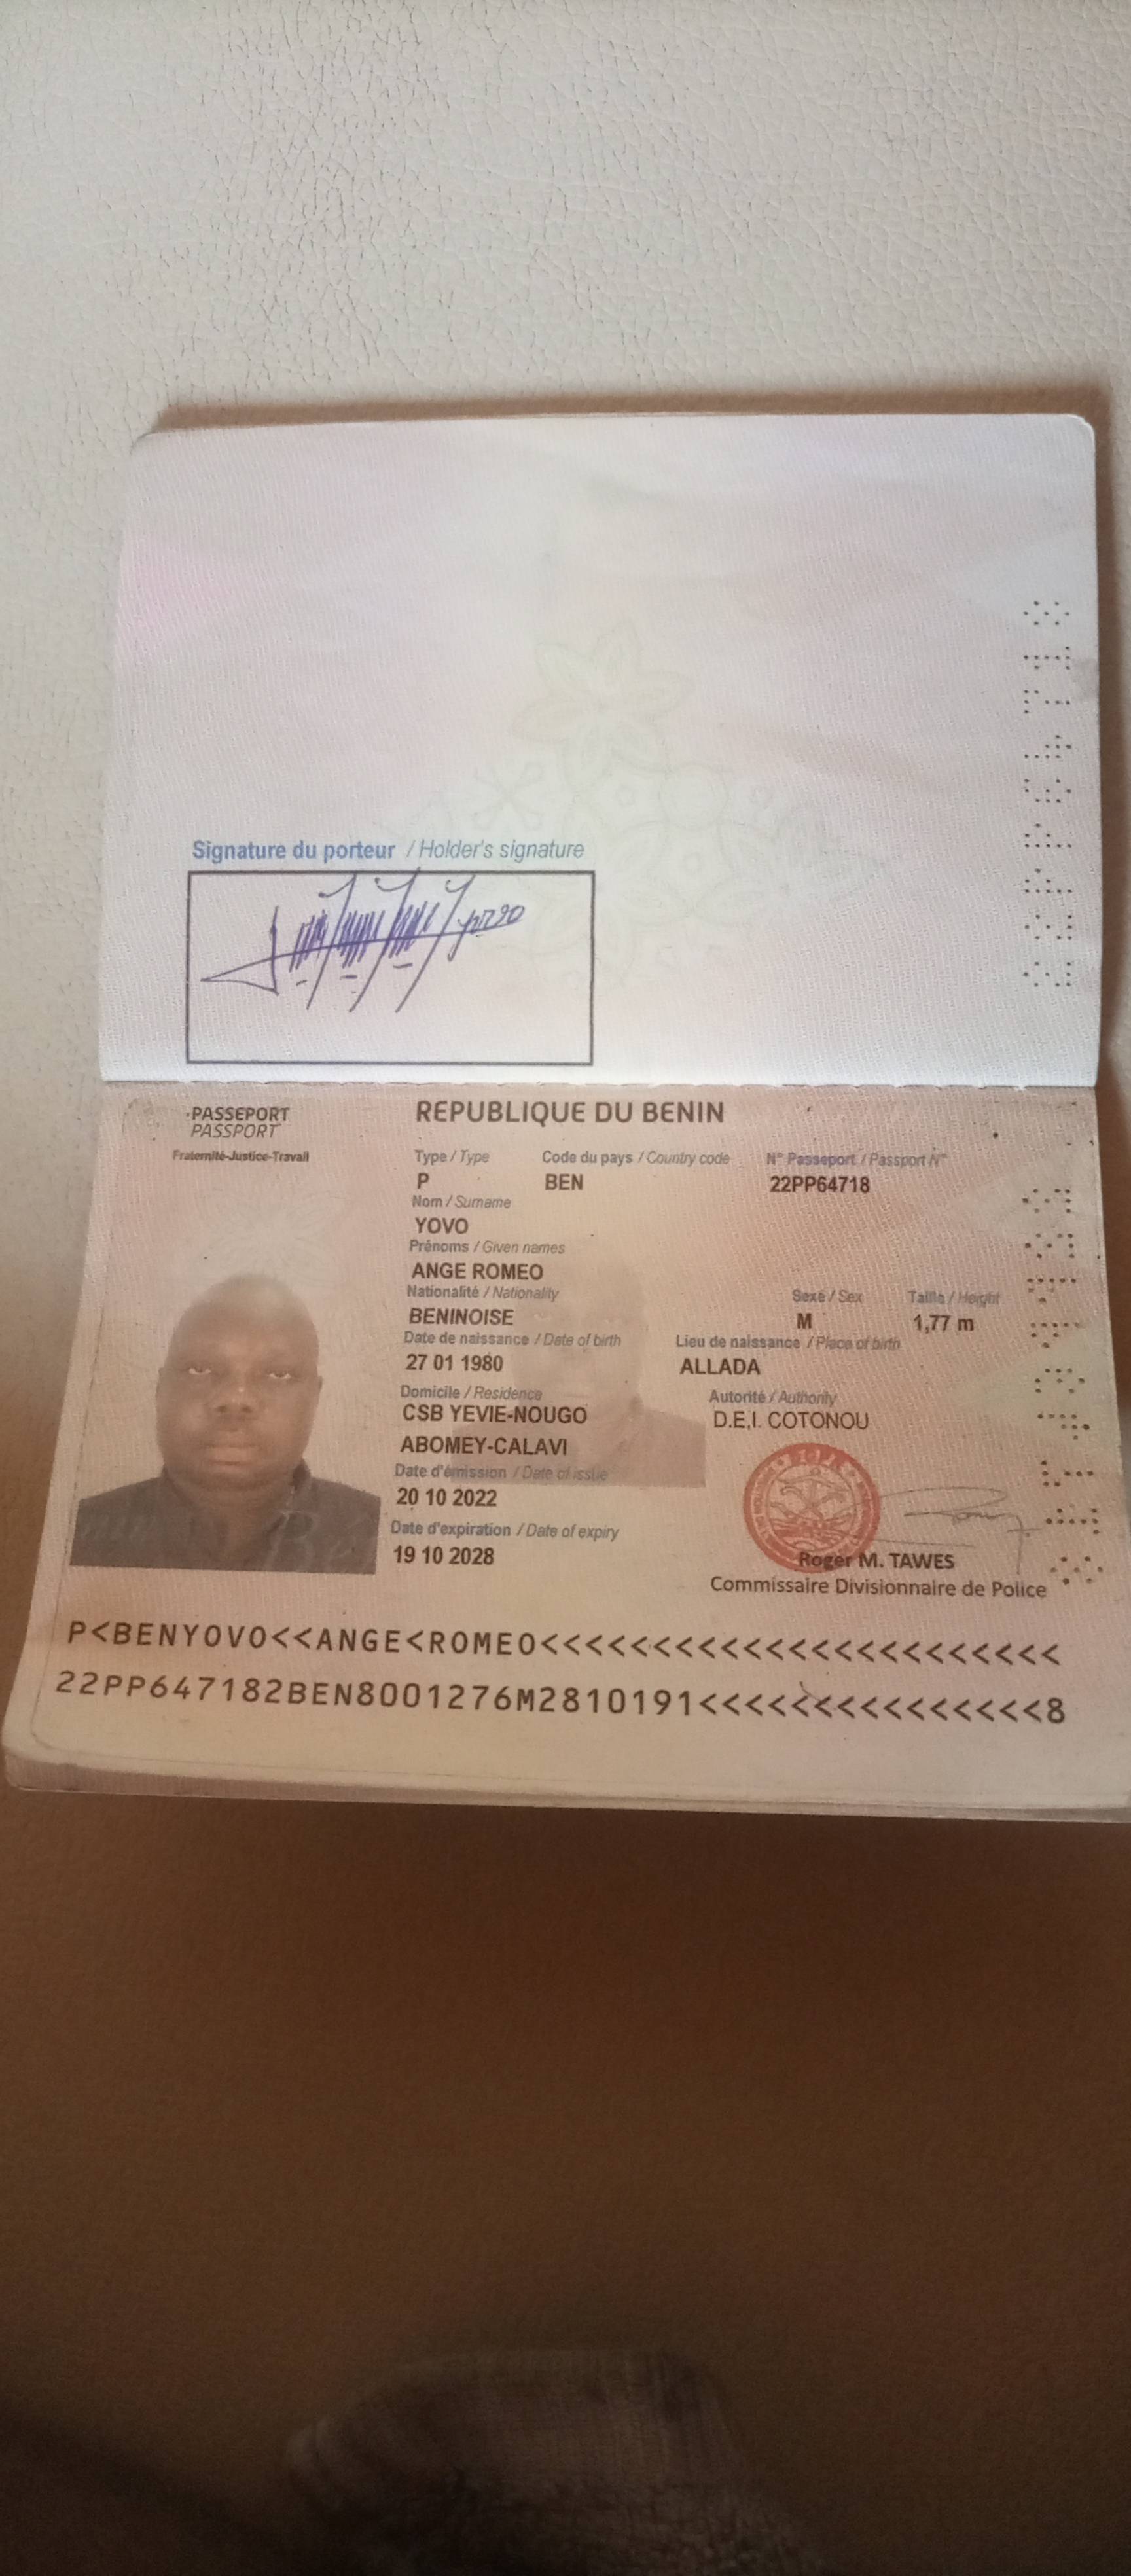 Signature du porteur / Holder's signature
PASSEPORT
PASSPORT
Fraternité-Justice-Travail
REPUBLIQUE DU BENIN
Type / Type Code du pays / Country code N° Passeport / Passport N°
P BEN 22PP64718
Nom / Surname
YOVO
Prénoms / Given names
ANGE ROMEO
Nationalité / Nationality Sexe / Sex Taille / Height
BENINOISE M 1,77 m
Date de naissance / Date of birth Lieu de naissance / Place of birth
27 01 1980 ALLADA
Domicile / Residence Autorité / Authority
CSB YEVIE-NOUGO D.E.I. COTONOU
ABOMEY-CALAVI
Date d'émission / Date of issue
20 10 2022
Date d'expiration / Date of expiry
19 10 2028
Roger M. TAWES
Commissaire Divisionnaire de Police
P<BENYOVO<<ANGE<ROMEO<<<<<<<<<<<<<<<<<<<<<<<
22PP647182BEN8001276M2810191<<<<<<<<<<<<<<<8